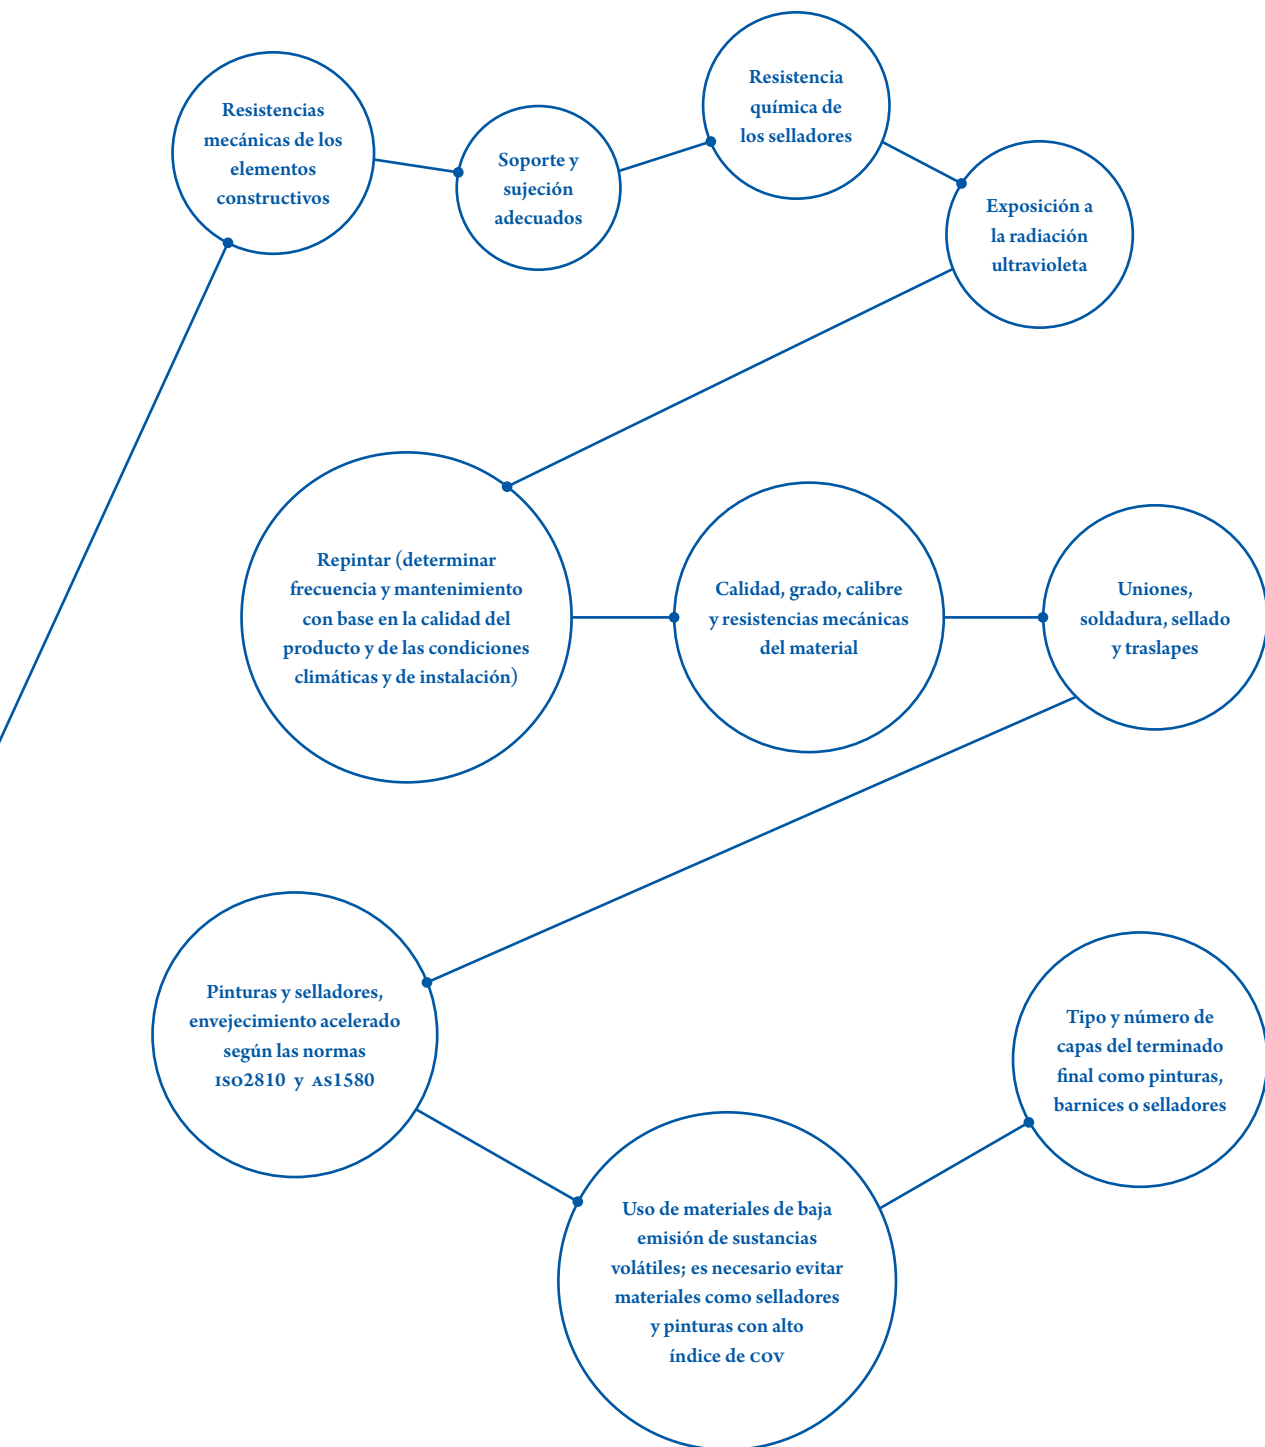 Resistencias
mecánicas de los
elementos
constructivos
Soporte y
sujeción
adecuados
Resistencia
química de
los selladores
Exposición a
la radiación
ultravioleta
Repintar (determinar
frecuencia y mantenimiento
con base en la calidad del
producto y de las condiciones
climáticas y de instalación)
Calidad, grado, calibre
y resistencias mecánicas
del material
Uniones,
soldadura, sellado
y traslapes
Pinturas y selladores,
envejecimiento acelerado
según las normas
ISO2810 y AS1580
Uso de materiales de baja
emisión de sustancias
volátiles; es necesario evitar
materiales como selladores
y pinturas con alto
índice de COV
Tipo y número de
capas del terminado
final como pinturas,
barnices o selladores